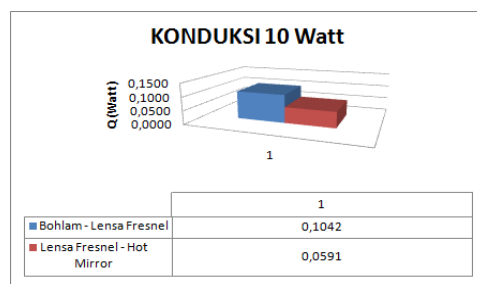 KONDUKSI 10 Watt
Q(Watt)
0,1500
0,1000
0,0500
0,0000
1
1
Bohlam - Lensa Fresnel 0,1042
Lensa Fresnel - Hot
Mirror 0,0591